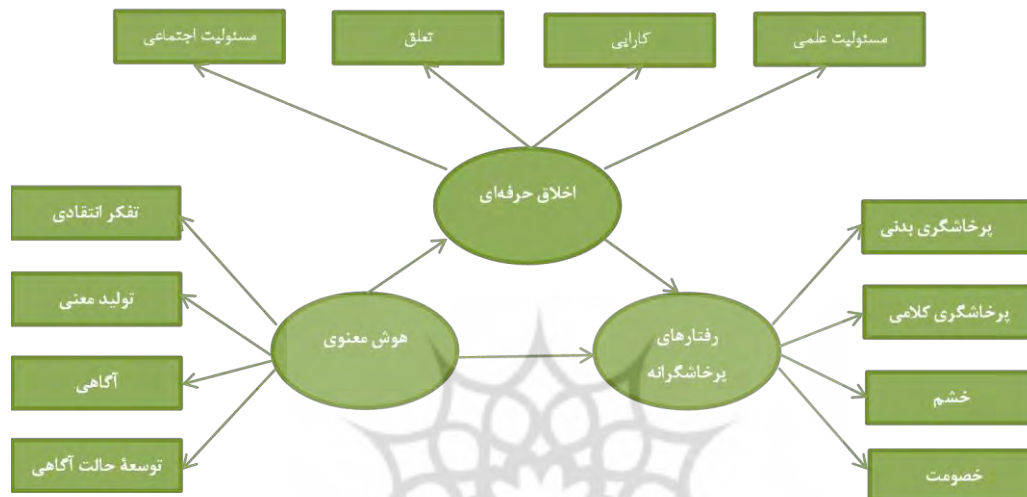 مسئولیت علمی
کارایی
تعلق
مسئولیت اجتماعی
اخلاق حرفه‌ای
پرخاشگری بدنی
پرخاشگری کلامی
خشم
خصومت
رفتارهای
پرخاشگرانه
هوش معنوی
تفکر انتقادی
تولید معنی
آگاهی
توسعهٔ حالت آگاهی